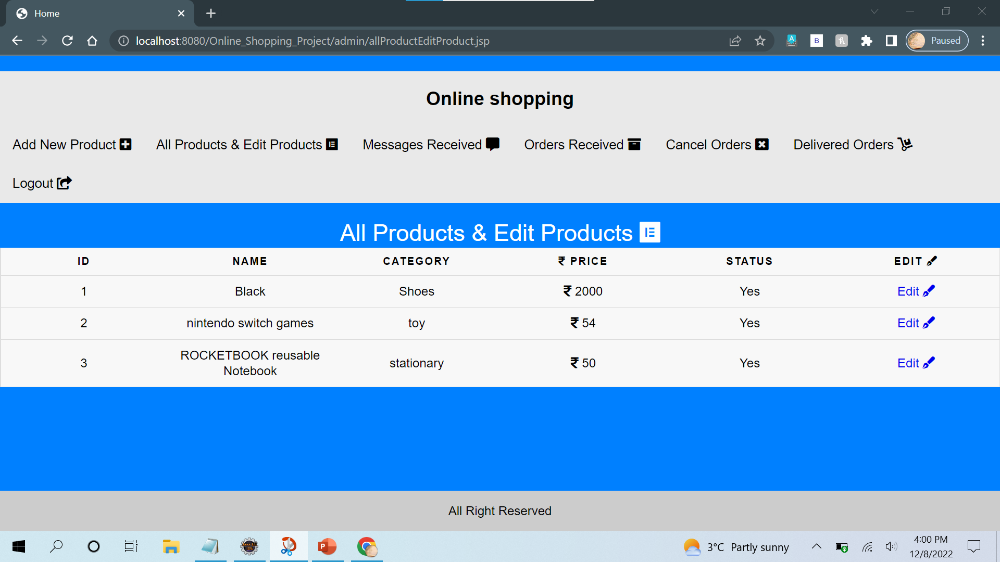 Home
localhost:8080/Online_Shopping_Project/admin/allProductEditProduct.jsp
Paused
Online shopping
Add New Product All Products & Edit Products Messages Received Orders Received Cancel Orders Delivered Orders
Logout
All Products & Edit Products
ID NAME CATEGORY ₹ PRICE STATUS EDIT
1 Black Shoes ₹ 2000 Yes Edit
2 nintendo switch games toy ₹ 54 Yes Edit
3 ROCKETBOOK reusable Notebook stationary ₹ 50 Yes Edit
All Right Reserved
3°C Partly sunny
4:00 PM
12/8/2022